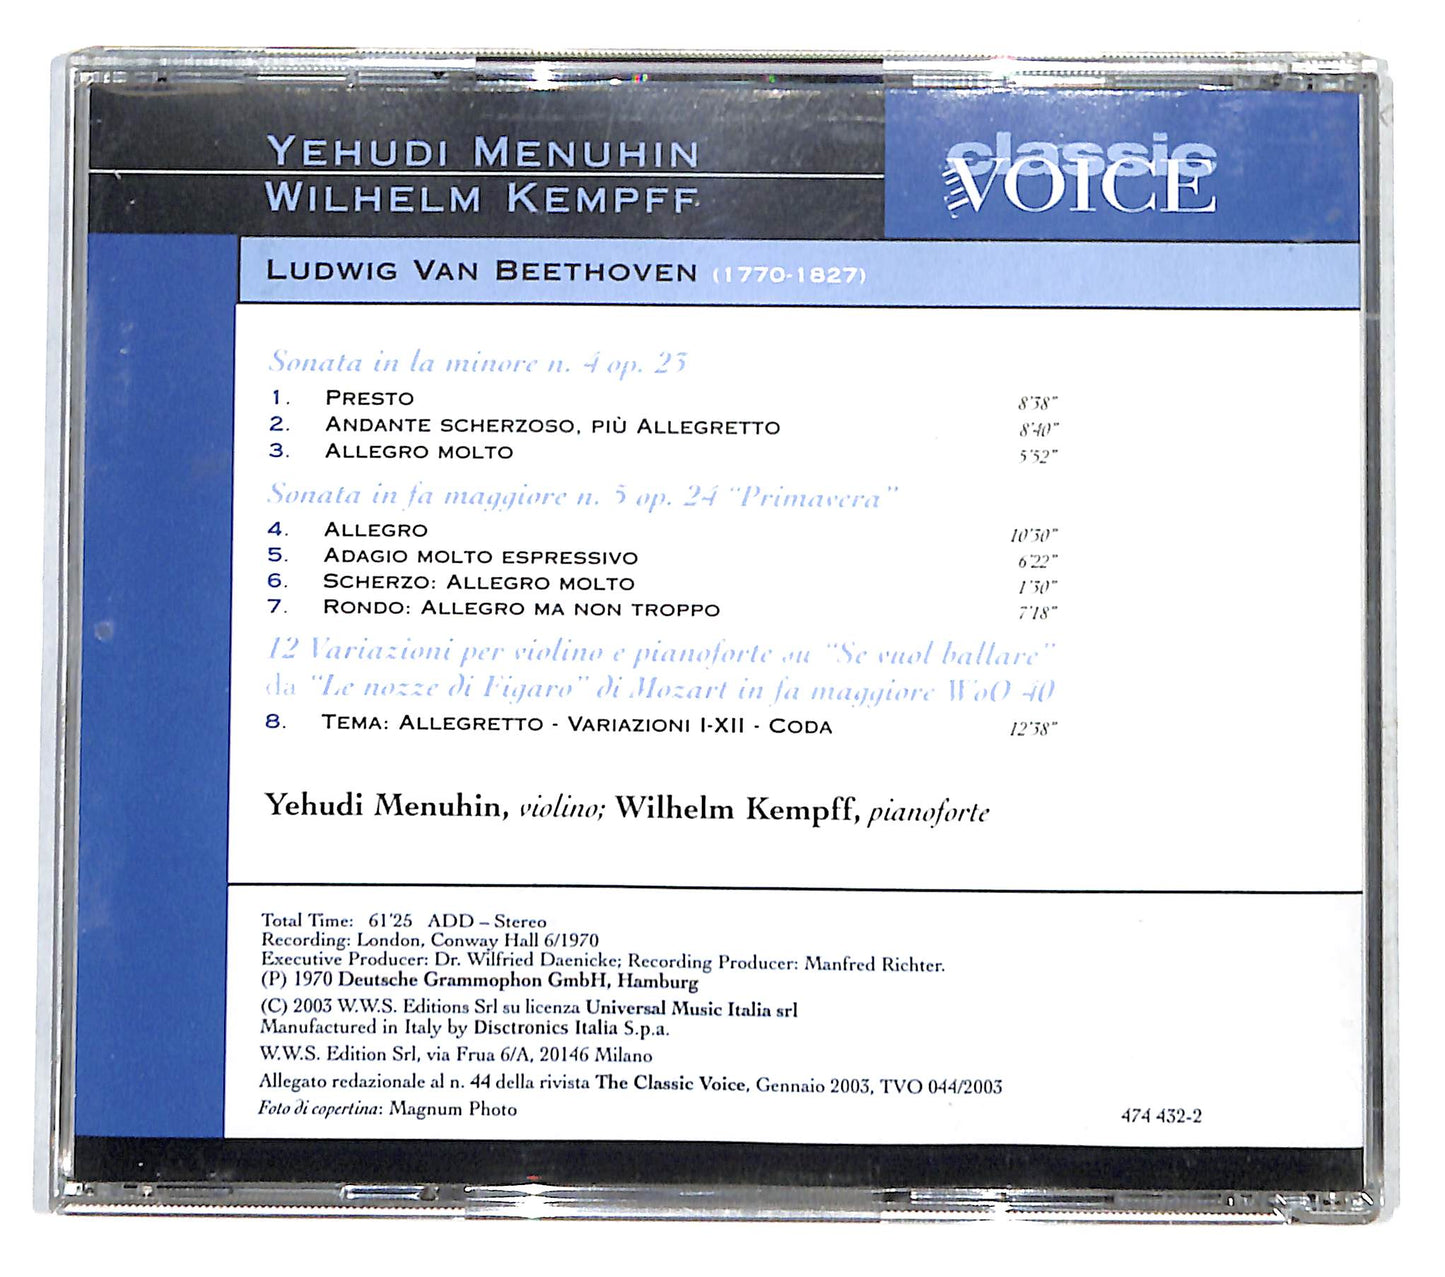 YEHUDI MENUHIN
WILHELM KEMPFF
classic
THE VOICE
LUDWIG VAN BEETHOVEN (1770-1827)
Sonata in la minore n. 4 op. 23
1. PRESTO 8'38"
2. ANDANTE SCHERZOSO, PIÙ ALLEGRETTO 8'40"
3. ALLEGRO MOLTO 5'52"
Sonata in fa maggiore n. 5 op. 24 "Primavera"
4. ALLEGRO 10'30"
5. ADAGIO MOLTO ESPRESSIVO 6'22"
6. SCHERZO: ALLEGRO MOLTO 1'30"
7. RONDO: ALLEGRO MA NON TROPPO 7'18"
12 Variazioni per violino e pianoforte su "Se vuol ballare"
da "Le nozze di Figaro" di Mozart in fa maggiore WoO 40
8. TEMA: ALLEGRETTO - VARIAZIONI I-XII - CODA 12'38"
Yehudi Menuhin, violino; Wilhelm Kempff, pianoforte
Total Time: 61'25 ADD – Stereo
Recording: London, Conway Hall 6/1970
Executive Producer: Dr. Wilfried Daenicke; Recording Producer: Manfred Richter.
(P) 1970 Deutsche Grammophon GmbH, Hamburg
(C) 2003 W.W.S. Editions Srl su licenza Universal Music Italia srl
Manufactured in Italy by Disctronics Italia S.p.a.
W.W.S. Edition Srl, via Frua 6/A, 20146 Milano
Allegato redazionale al n. 44 della rivista The Classic Voice, Gennaio 2003, TVO 044/2003
Foto di copertina: Magnum Photo
474 432-2